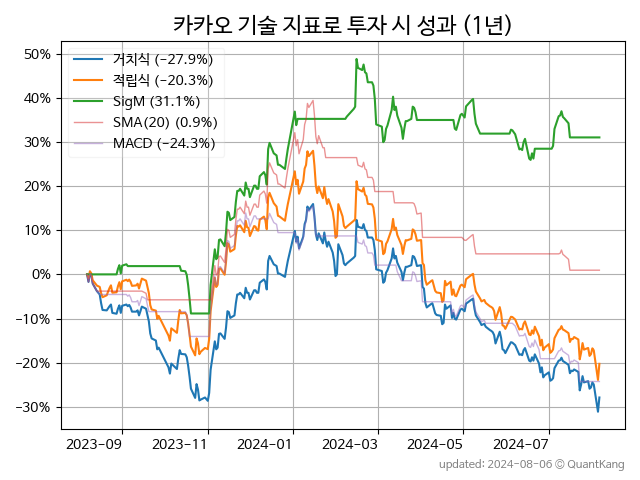 카카오 기술 지표로 투자 시 성과 (1년)
거치식 (−27.9%)
적립식 (−20.3%)
SigM (31.1%)
SMA(20) (0.9%)
MACD (−24.3%)
50%
40%
30%
20%
10%
0%
−10%
−20%
−30%
2023-09 2023-11 2024-01 2024-03 2024-05 2024-07
updated: 2024-08-06 ⓒ QuantKang